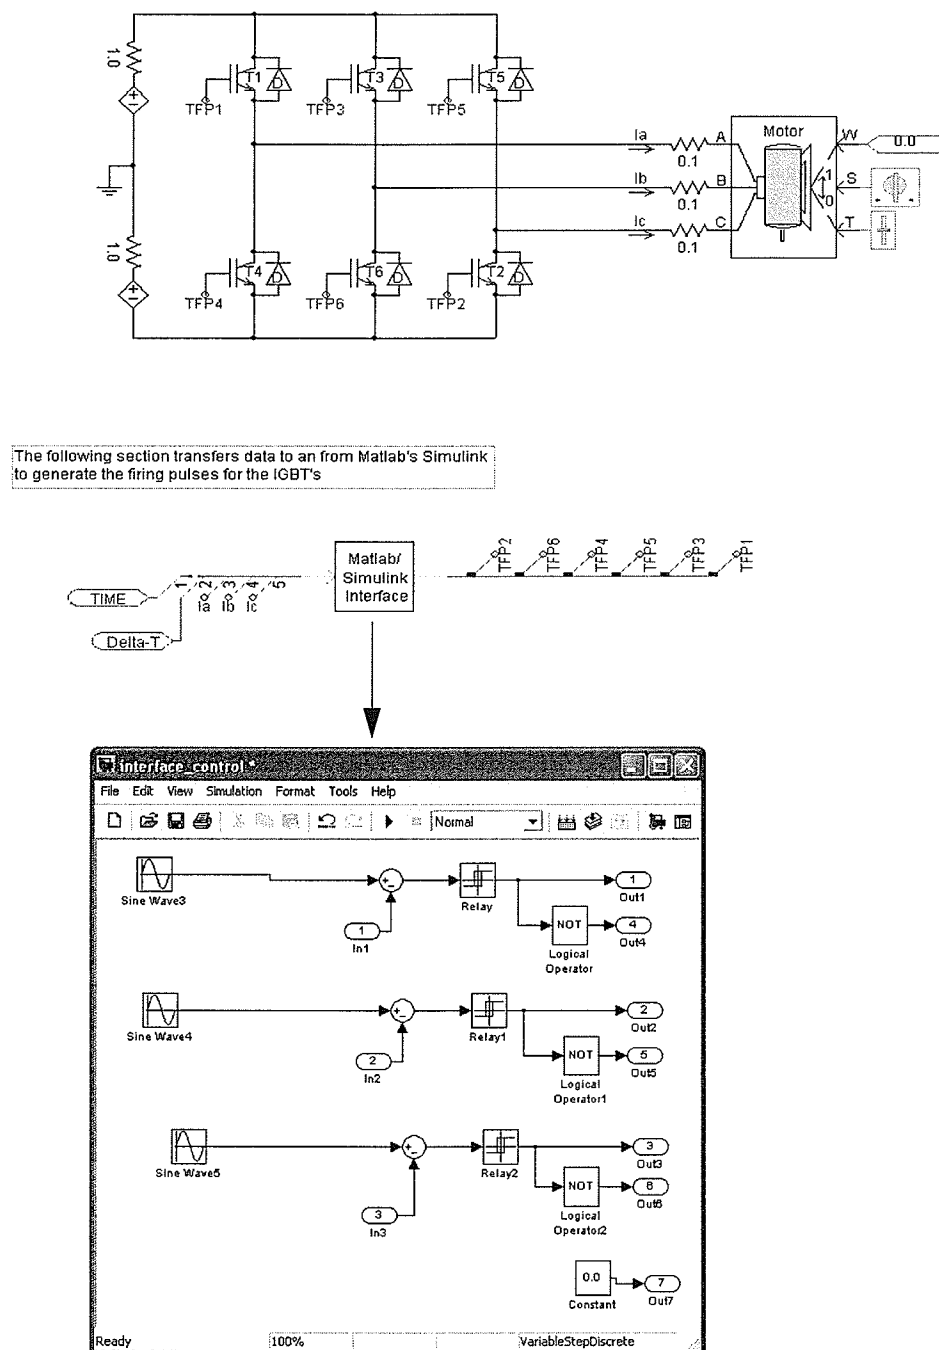 1.0
T1
D
TFP1
T3
D
TFP3
T5
D
TFP5
Ia
0.1
A
Motor
W
0.0
Ib
0.1
B
1
0
S
Ic
0.1
C
T
1.0
T4
D
TFP4
T6
D
TFP6
T2
D
TFP2
The following section transfers data to an from Matlab's Simulink
to generate the firing pulses for the IGBT's
TIME
Delta-T
1
2
3
4
5
Ia
Ib
Ic
Matlab/
Simulink
Interface
TFP2
TFP6
TFP4
TFP5
TFP3
TFP1
interface_control *
File Edit View Simulation Format Tools Help
Normal
Sine Wave3
1
In1
Relay
1
Out1
NOT
Logical
Operator
4
Out4
Sine Wave4
2
In2
Relay1
2
Out2
NOT
Logical
Operator1
5
Out5
Sine Wave5
3
In3
Relay2
3
Out3
NOT
Logical
Operator2
6
Out6
0.0
Constant
7
Out7
Ready 100% VariableStepDiscrete